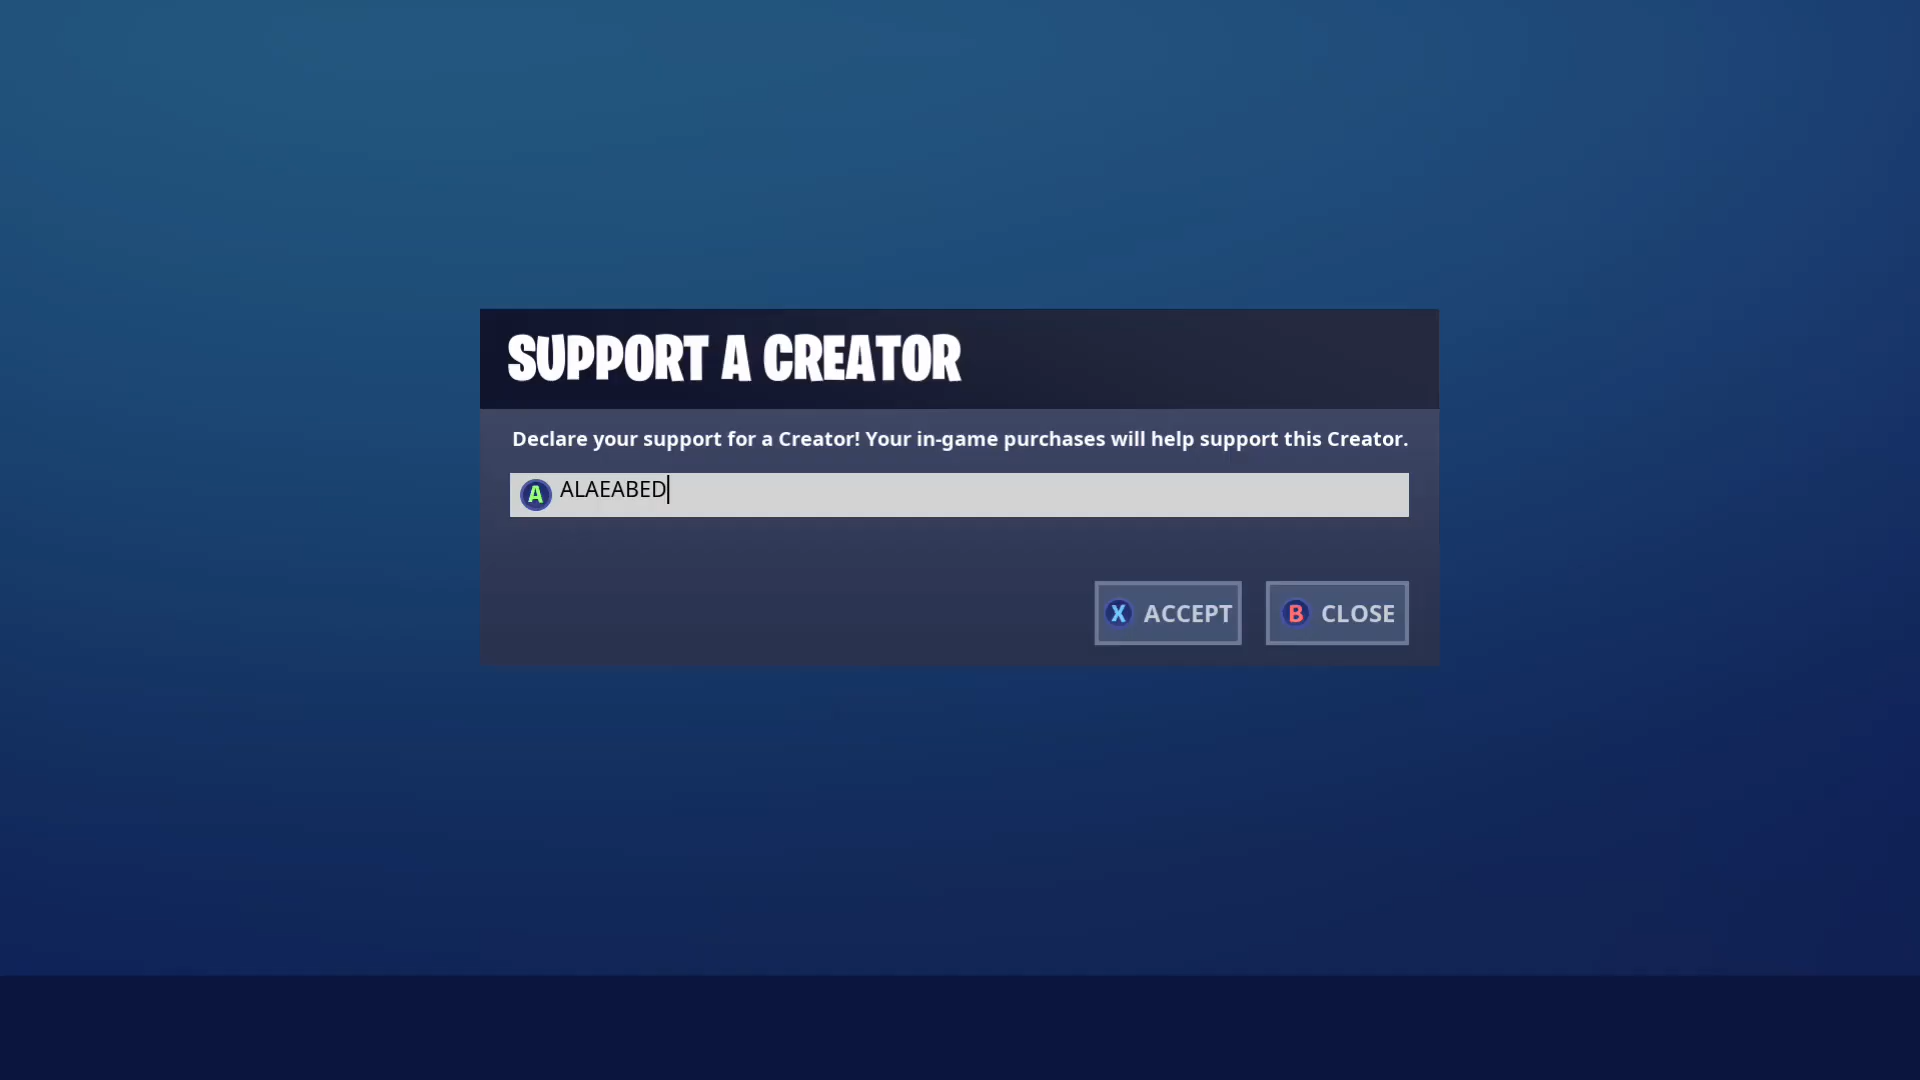 SUPPORT A CREATOR
Declare your support for a Creator! Your in-game purchases will help support this Creator.
A ALAEABED
X ACCEPT B CLOSE